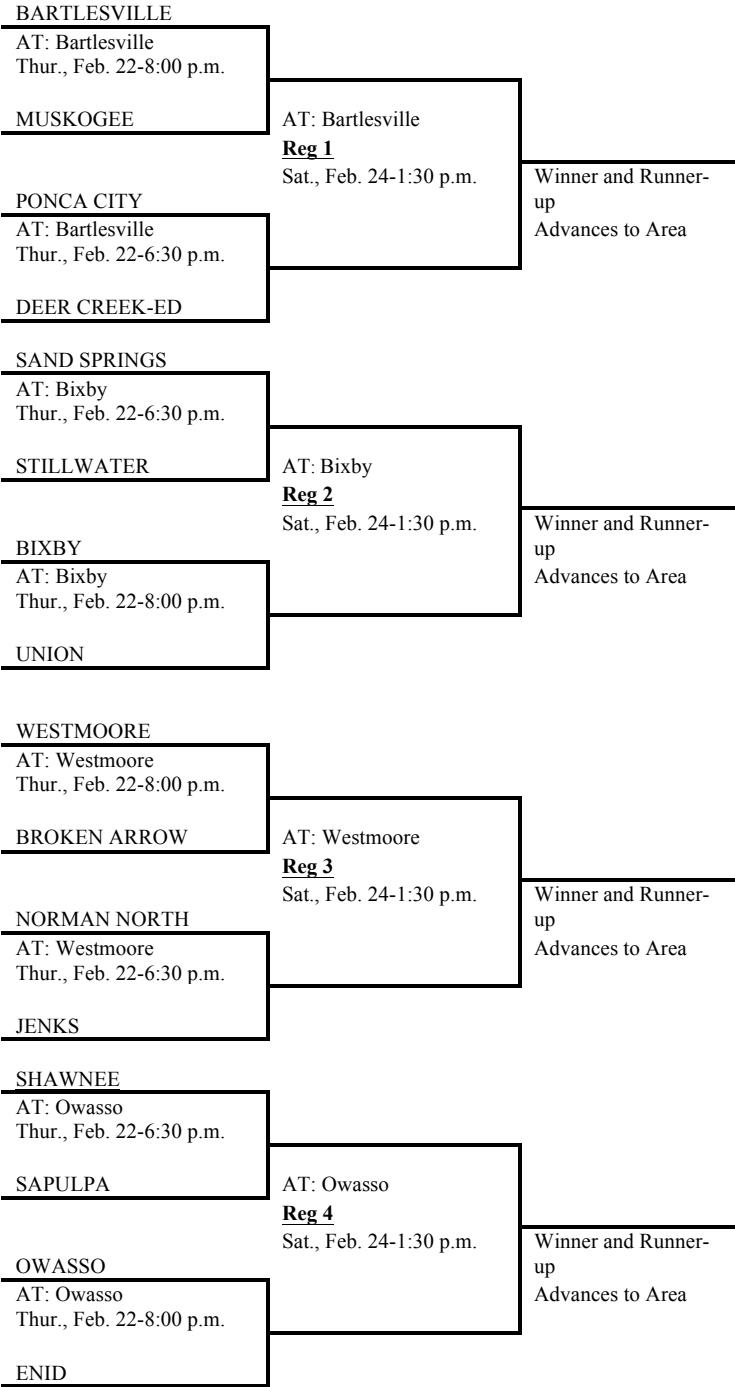 BARTLESVILLE
AT: Bartlesville
Thur., Feb. 22-8:00 p.m.
MUSKOGEE
AT: Bartlesville
Reg 1
Sat., Feb. 24-1:30 p.m.
Winner and Runner-
up
Advances to Area
PONCA CITY
AT: Bartlesville
Thur., Feb. 22-6:30 p.m.
DEER CREEK-ED
SAND SPRINGS
AT: Bixby
Thur., Feb. 22-6:30 p.m.
STILLWATER
AT: Bixby
Reg 2
Sat., Feb. 24-1:30 p.m.
Winner and Runner-
up
Advances to Area
BIXBY
AT: Bixby
Thur., Feb. 22-8:00 p.m.
UNION
WESTMOORE
AT: Westmoore
Thur., Feb. 22-8:00 p.m.
BROKEN ARROW
AT: Westmoore
Reg 3
Sat., Feb. 24-1:30 p.m.
Winner and Runner-
up
Advances to Area
NORMAN NORTH
AT: Westmoore
Thur., Feb. 22-6:30 p.m.
JENKS
SHAWNEE
AT: Owasso
Thur., Feb. 22-6:30 p.m.
SAPULPA
AT: Owasso
Reg 4
Sat., Feb. 24-1:30 p.m.
Winner and Runner-
up
Advances to Area
OWASSO
AT: Owasso
Thur., Feb. 22-8:00 p.m.
ENID